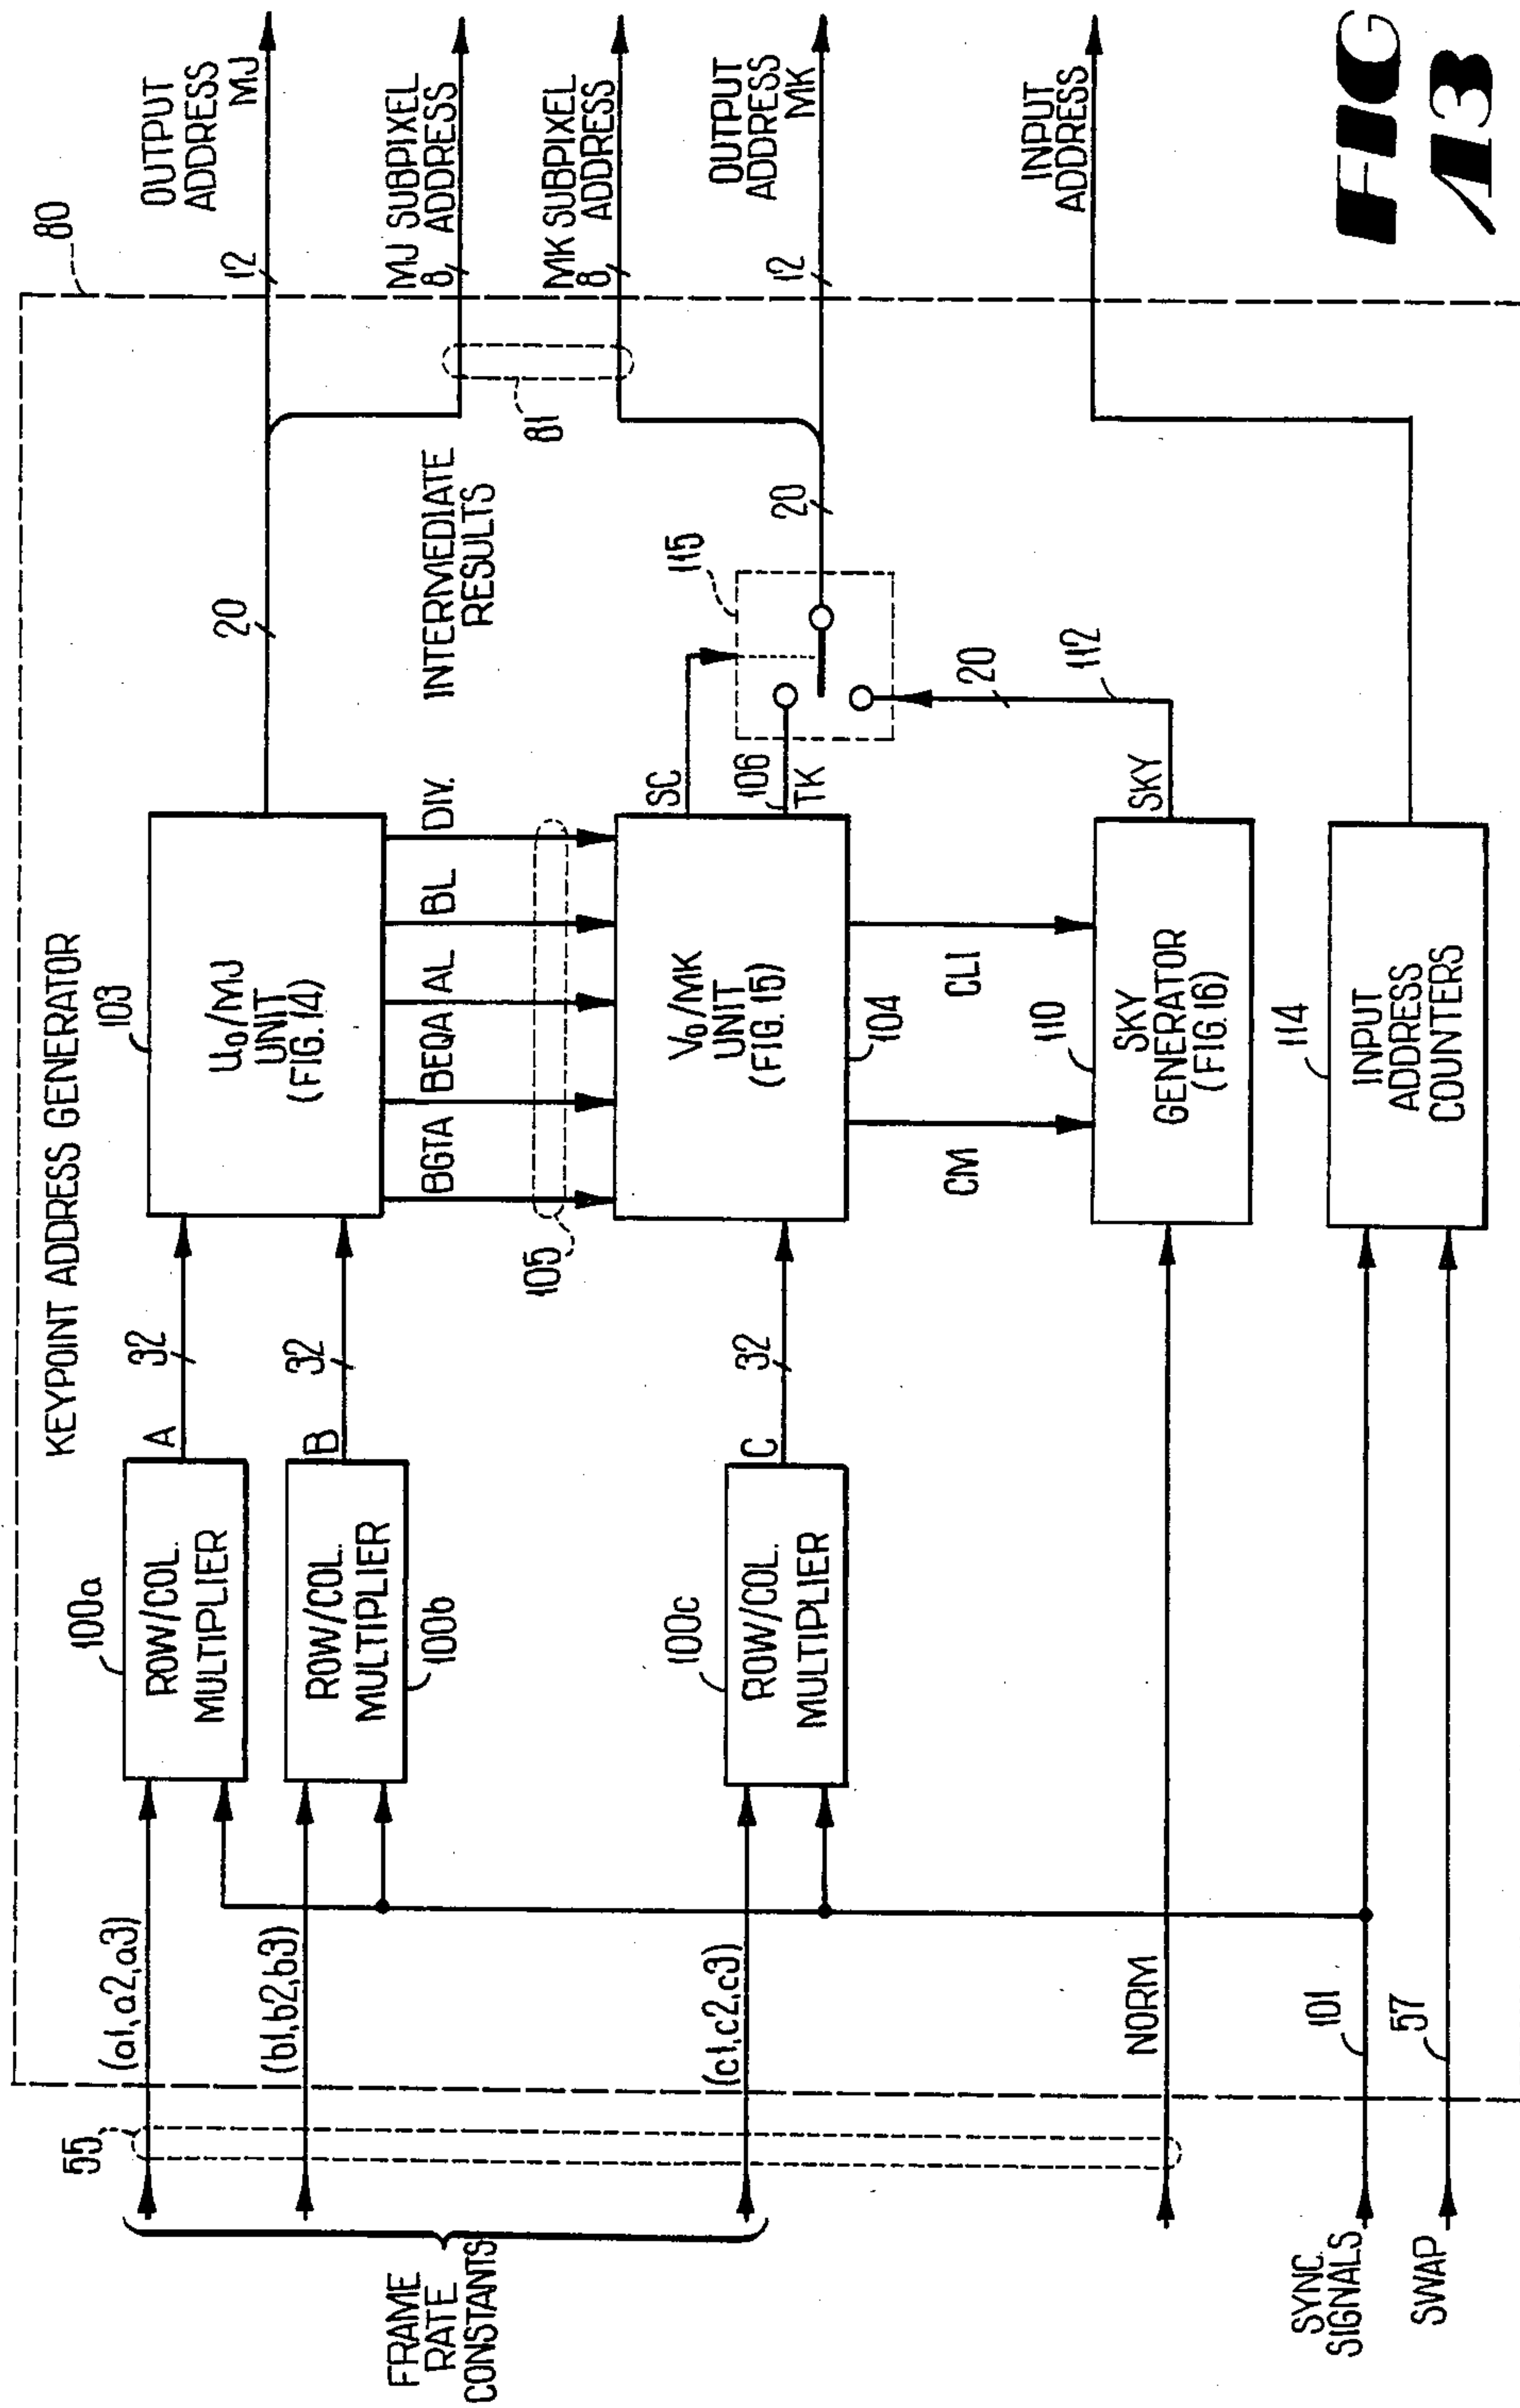 KEYPOINT ADDRESS GENERATOR
80
55
FRAME
RATE
CONSTANTS
(a1,a2,a3)
(b1,b2,b3)
(c1,c2,c3)
NORM
SYNC
SIGNALS
101
SWAP
57
100a
ROW/COL.
MULTIPLIER
A
32
ROW/COL.
MULTIPLIER
100b
B
32
100c
ROW/COL.
MULTIPLIER
C
32
103
U0/MJ
UNIT
(FIG. 14)
20
BGTA
BEQA
AL
BL
DIV.
INTERMEDIATE
RESULTS
105
V0/MK
UNIT
(FIG. 15)
104
SC
106
TK
115
20
CM
CLI
110
SKY
GENERATOR
(FIG. 16)
SKY
20
112
114
INPUT
ADDRESS
COUNTERS
81
12
OUTPUT
ADDRESS
MJ
MJ SUBPIXEL
8 ADDRESS
MK SUBPIXEL
8 ADDRESS
12
OUTPUT
ADDRESS
MK
INPUT
ADDRESS
FIG
13